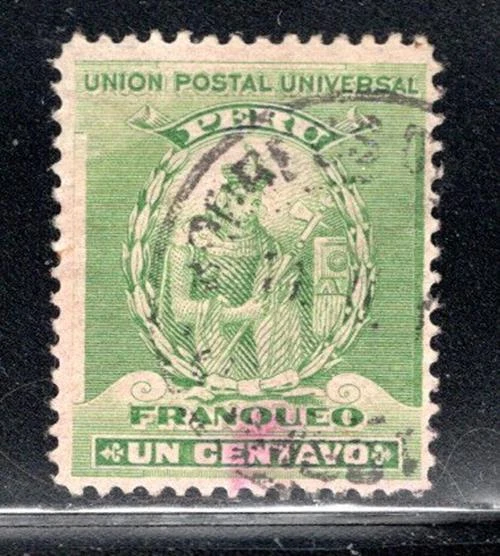 UNION POSTAL UNIVERSAL
PERU
FRANQUEO
UN CENTAVO